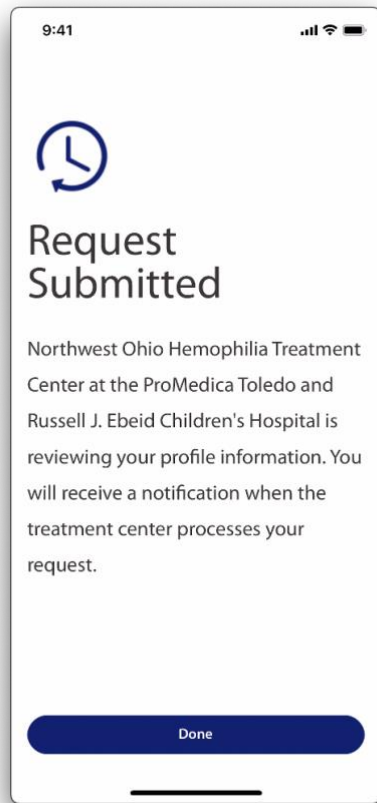 9:41
Request
Submitted
Northwest Ohio Hemophilia Treatment
Center at the ProMedica Toledo and
Russell J. Ebeid Children's Hospital is
reviewing your profile information. You
will receive a notification when the
treatment center processes your
request.
Done